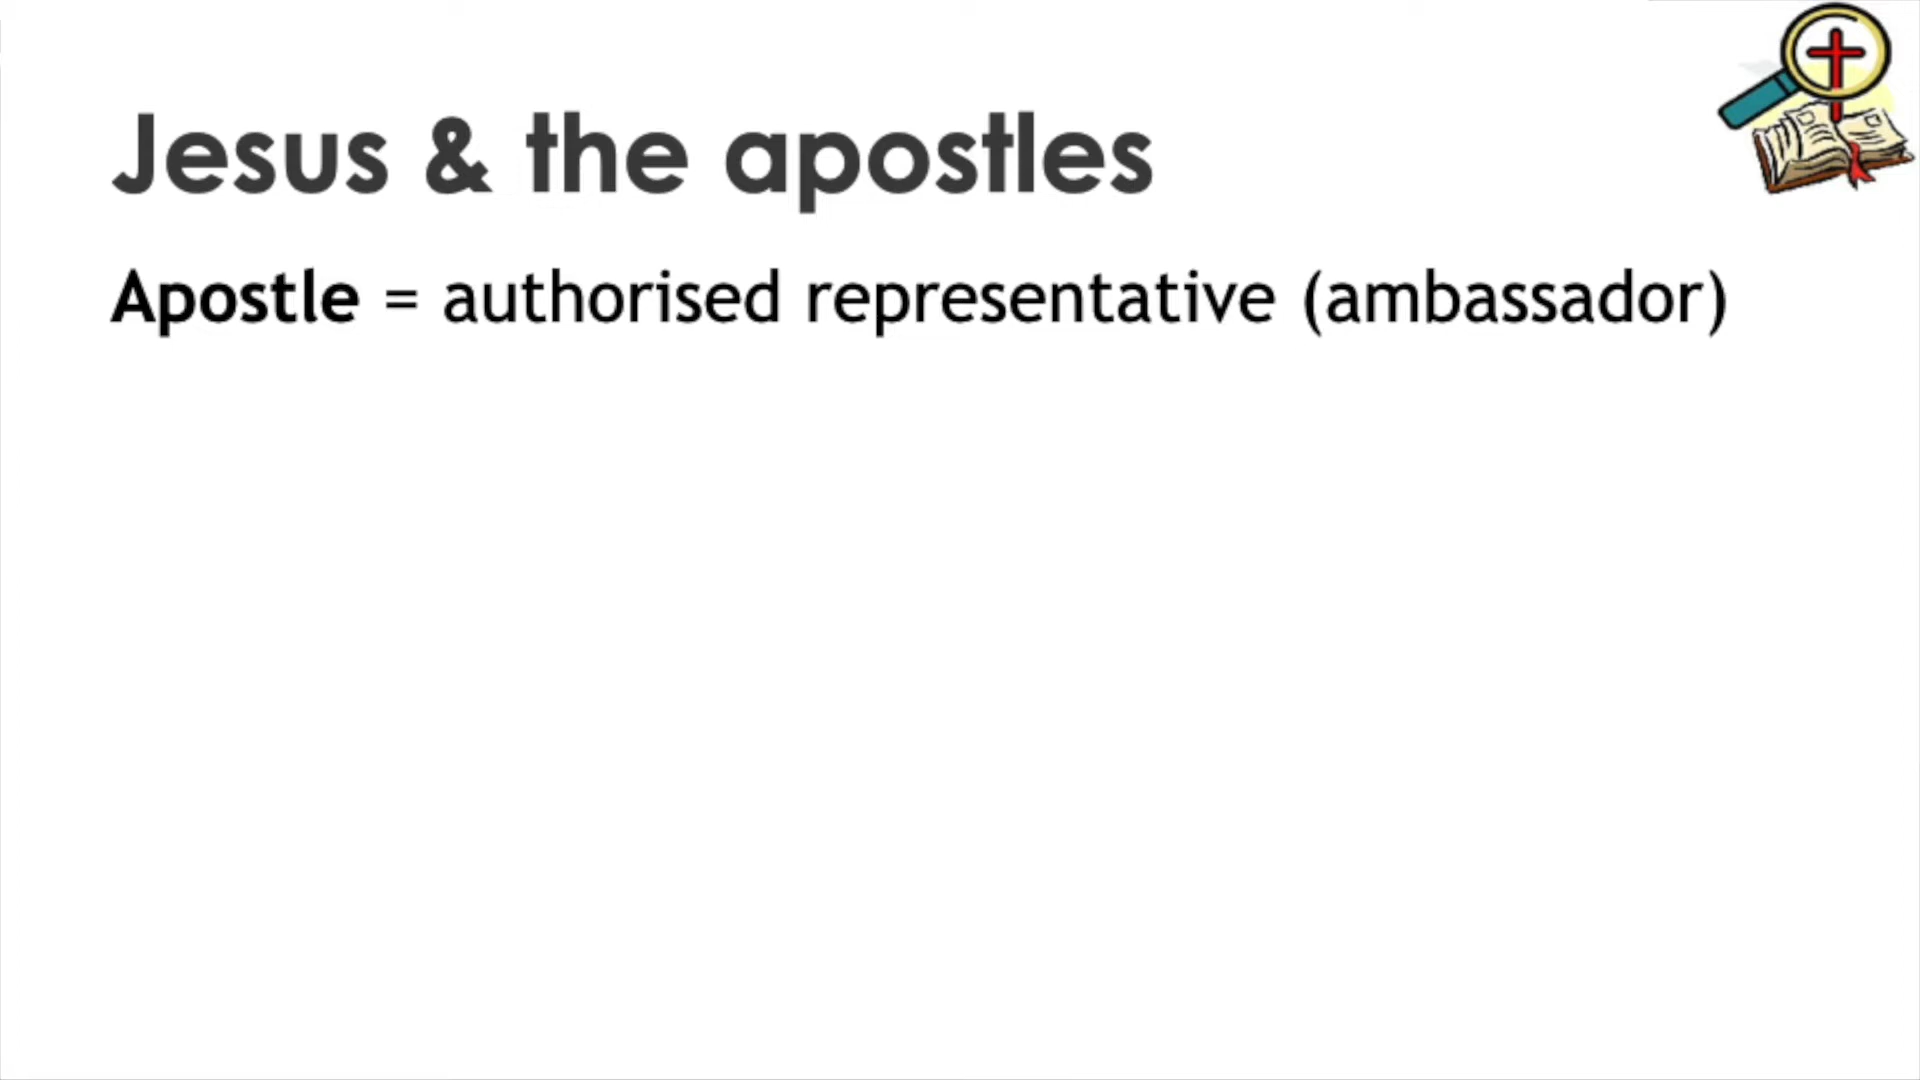 Jesus & the apostles
Apostle = authorised representative (ambassador)